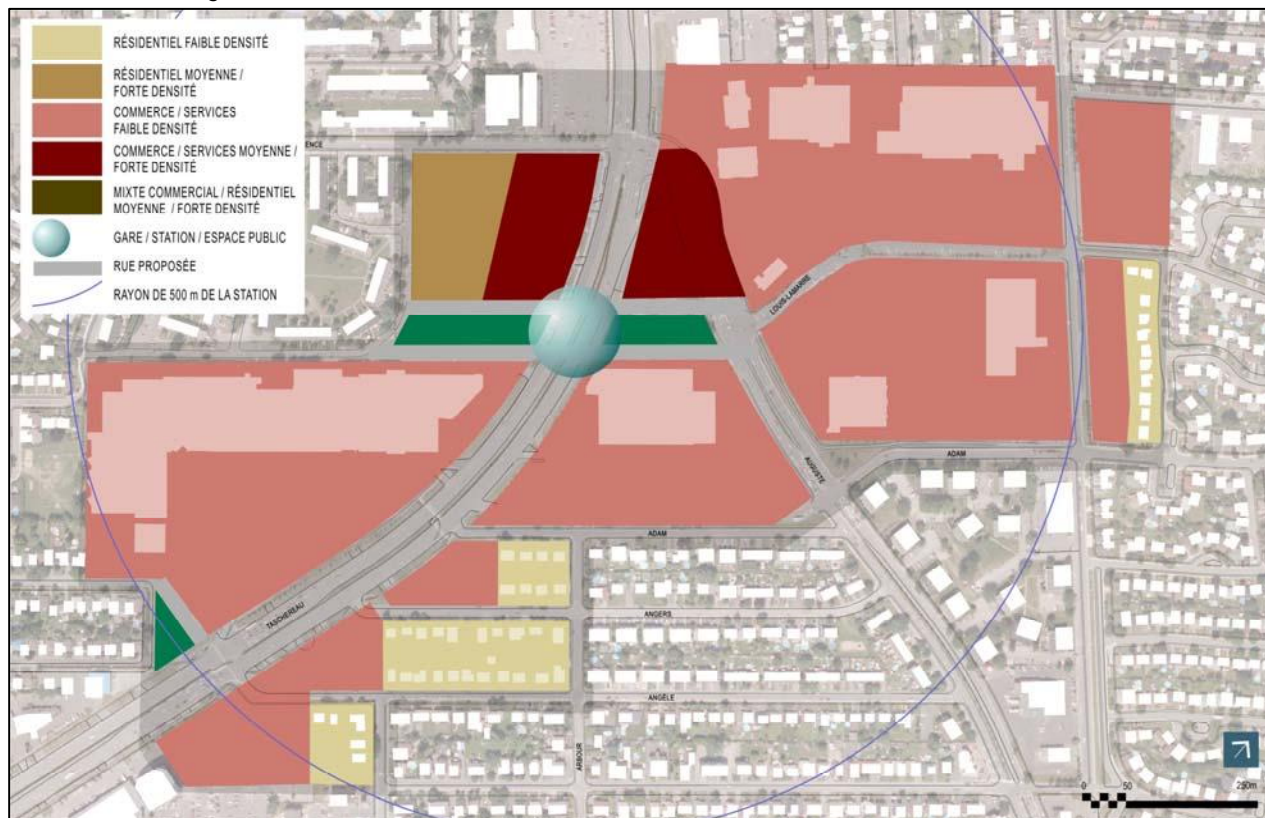 RÉSIDENTIEL FAIBLE DENSITÉ
RÉSIDENTIEL MOYENNE /
FORTE DENSITÉ
COMMERCE / SERVICES
FAIBLE DENSITÉ
COMMERCE / SERVICES MOYENNE /
FORTE DENSITÉ
MIXTE COMMERCIAL / RÉSIDENTIEL
MOYENNE / FORTE DENSITÉ
GARE / STATION / ESPACE PUBLIC
RUE PROPOSÉE
RAYON DE 500 m DE LA STATION
ENCE
LOUIS-LAMARRE
ADAM
AUGUSTE
ADAM
TASCHEREAU
ANGERS
ANGÈLE
ARBOUR
0 50 250m